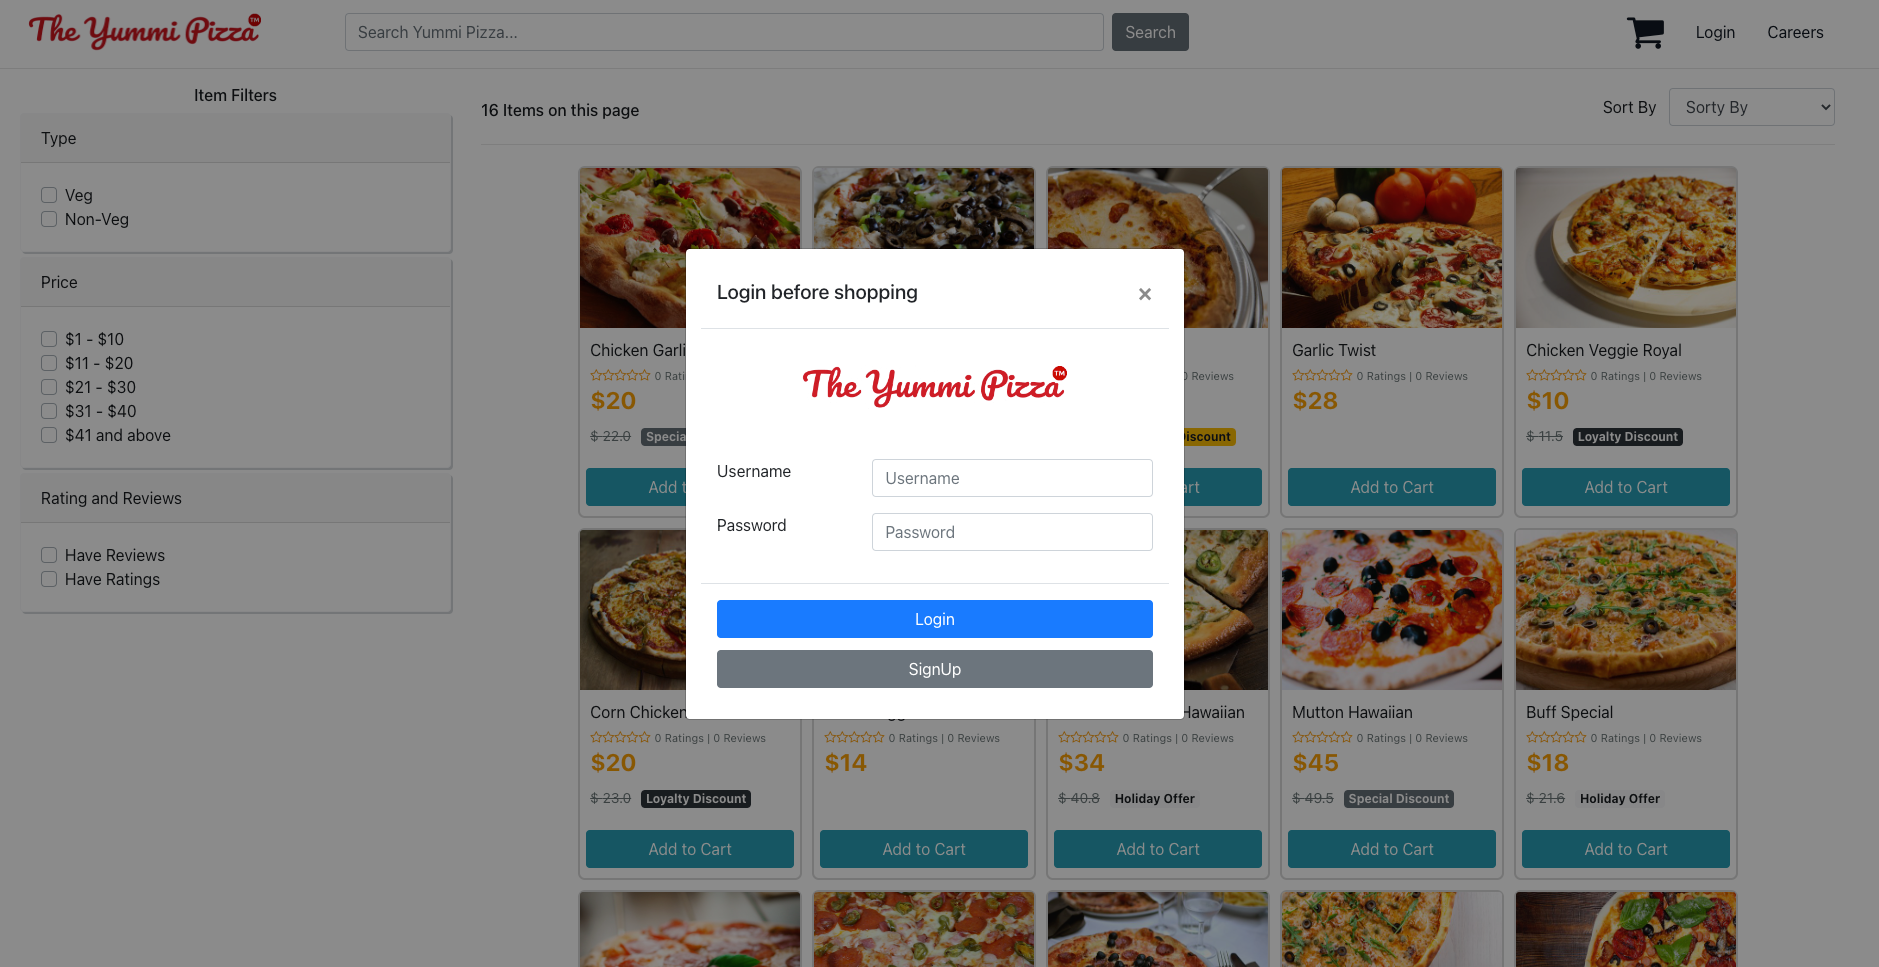 The Yummi Pizza TM
Search Yummi Pizza...
Search
Login
Careers
Item Filters
Type
Veg
Non-Veg
Price
$1 - $10
$11 - $20
$21 - $30
$31 - $40
$41 and above
Rating and Reviews
Have Reviews
Have Ratings
16 Items on this page
Sort By
Sorty By
Login before shopping
×
The Yummi Pizza TM
Username
Username
Password
Password
Login
SignUp
Chicken
0
$20
$ 22.0
Add
0 Reviews
Garlic Twist
0 Ratings | 0 Reviews
$28
Add to Cart
Chicken Veggie Royal
0 Ratings | 0 Reviews
$10
$ 11.5 Loyalty Discount
Add to Cart
Corn Chicken
0 Ratings | 0 Reviews
$20
$ 23.0 Loyalty Discount
Add to Cart
0 Ratings | 0 Reviews
$14
Add to Cart
Hawaiian
0 Ratings | 0 Reviews
$34
$ 40.8 Holiday Offer
Add to Cart
Mutton Hawaiian
0 Ratings | 0 Reviews
$45
$ 49.5 Special Discount
Add to Cart
Buff Special
0 Ratings | 0 Reviews
$18
$ 21.6 Holiday Offer
Add to Cart